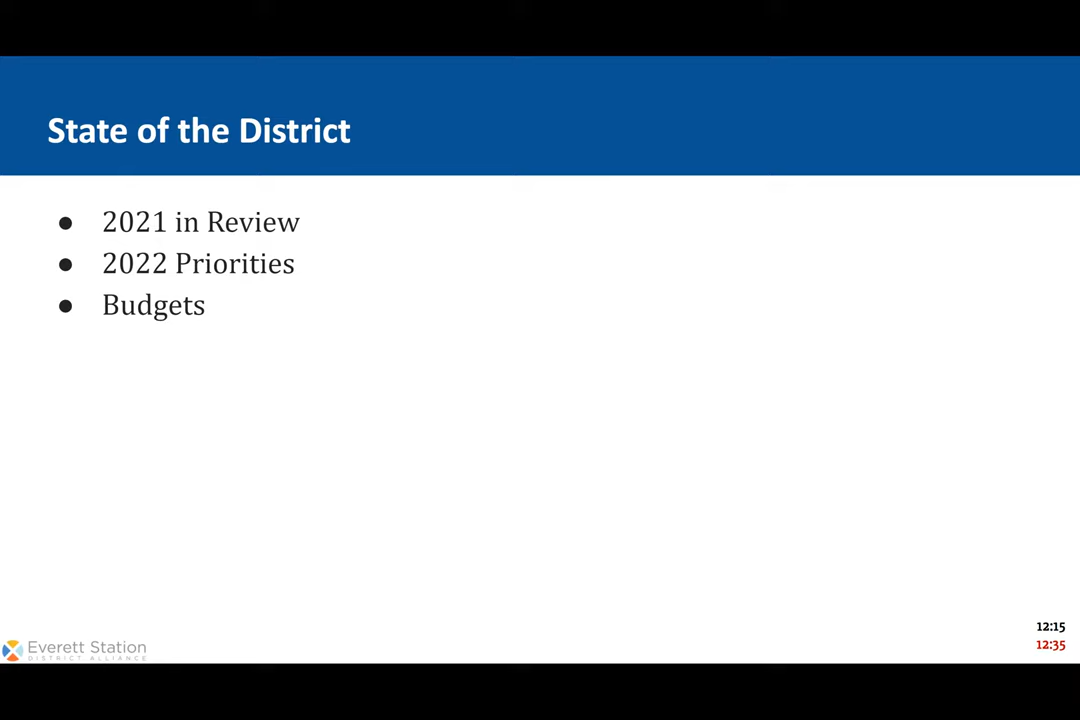 State of the District
● 2021 in Review
● 2022 Priorities
● Budgets
12:15
12:35
Everett Station
DISTRICT ALLIANCE